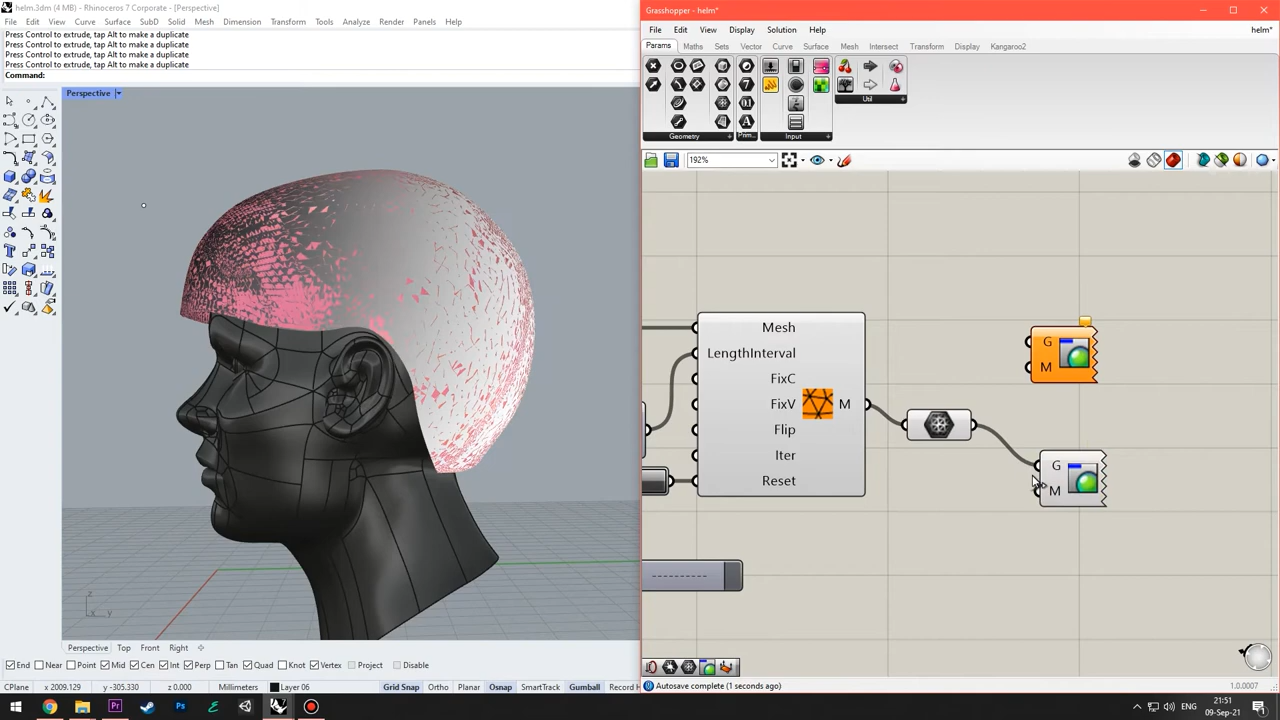 helm.3dm (4 MB) - Rhinoceros 7 Corporate - [Perspective]
File Edit View Curve Surface SubD Solid Mesh Dimension Transform Tools Analyze Render Panels Help
Press Control to extrude, tap Alt to make a duplicate
Press Control to extrude, tap Alt to make a duplicate
Press Control to extrude, tap Alt to make a duplicate
Press Control to extrude, tap Alt to make a duplicate
Command:
Perspective
z
x y
Perspective Top Front Right
End Near Point Mid Cen Int Perp Tan Quad Knot Vertex Project Disable
CPlane x 2009.129 y -305.330 z 0.000 Millimeters Layer 06 Grid Snap Ortho Planar Osnap SmartTrack Gumball Record H
Grasshopper - helm*
File Edit View Display Solution Help helm*
Params Maths Sets Vector Curve Surface Mesh Intersect Transform Display Kangaroo2
Geometry Prim... Input Util
192%
Mesh
LengthInterval
FixC
FixV M
Flip
Iter
Reset
G
M
G
M
Autosave complete (1 seconds ago) 1.0.0007
ENG 21:51
09-Sep-21